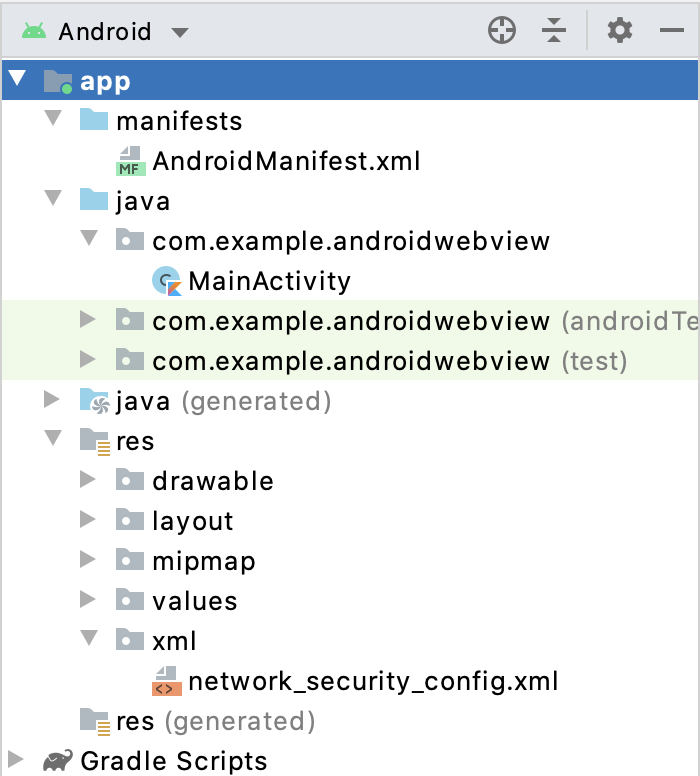 Android
app
manifests
MF AndroidManifest.xml
java
com.example.androidwebview
C MainActivity
com.example.androidwebview (androidTe
com.example.androidwebview (test)
java (generated)
res
drawable
layout
mipmap
values
xml
<> network_security_config.xml
res (generated)
Gradle Scripts